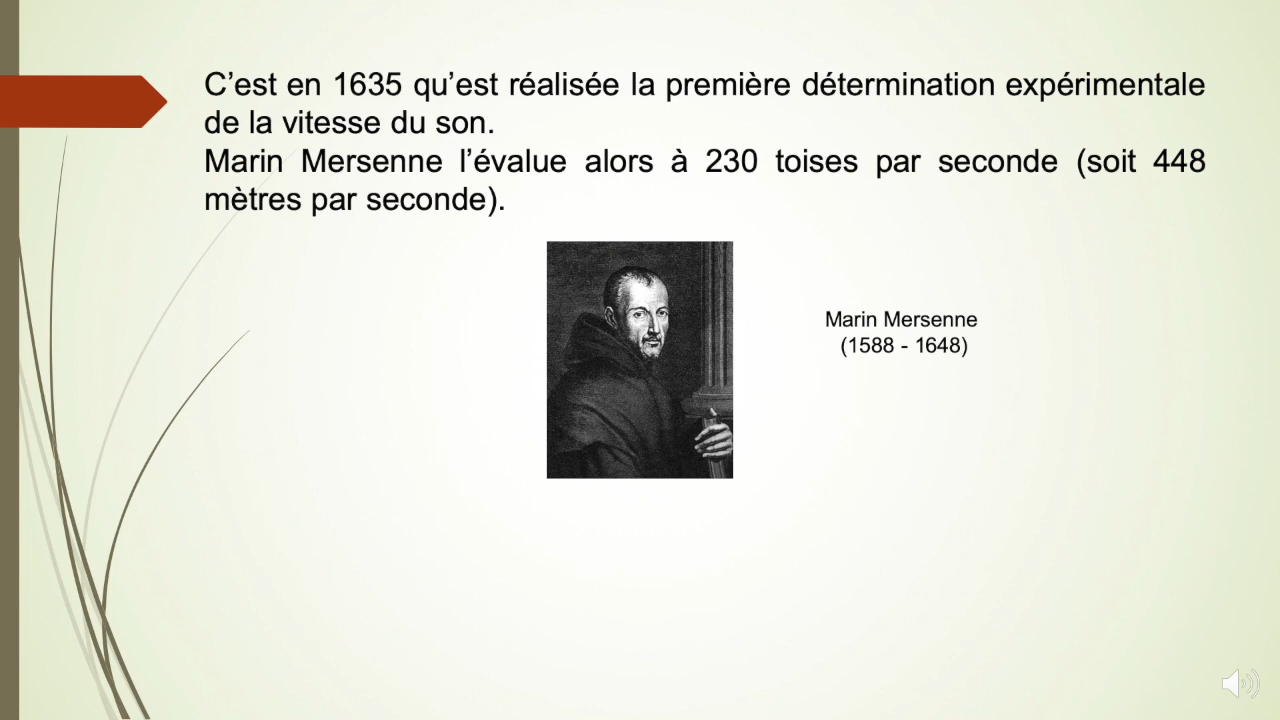 C’est en 1635 qu’est réalisée la première détermination expérimentale
de la vitesse du son.
Marin Mersenne l’évalue alors à 230 toises par seconde (soit 448
mètres par seconde).
Marin Mersenne
(1588 - 1648)